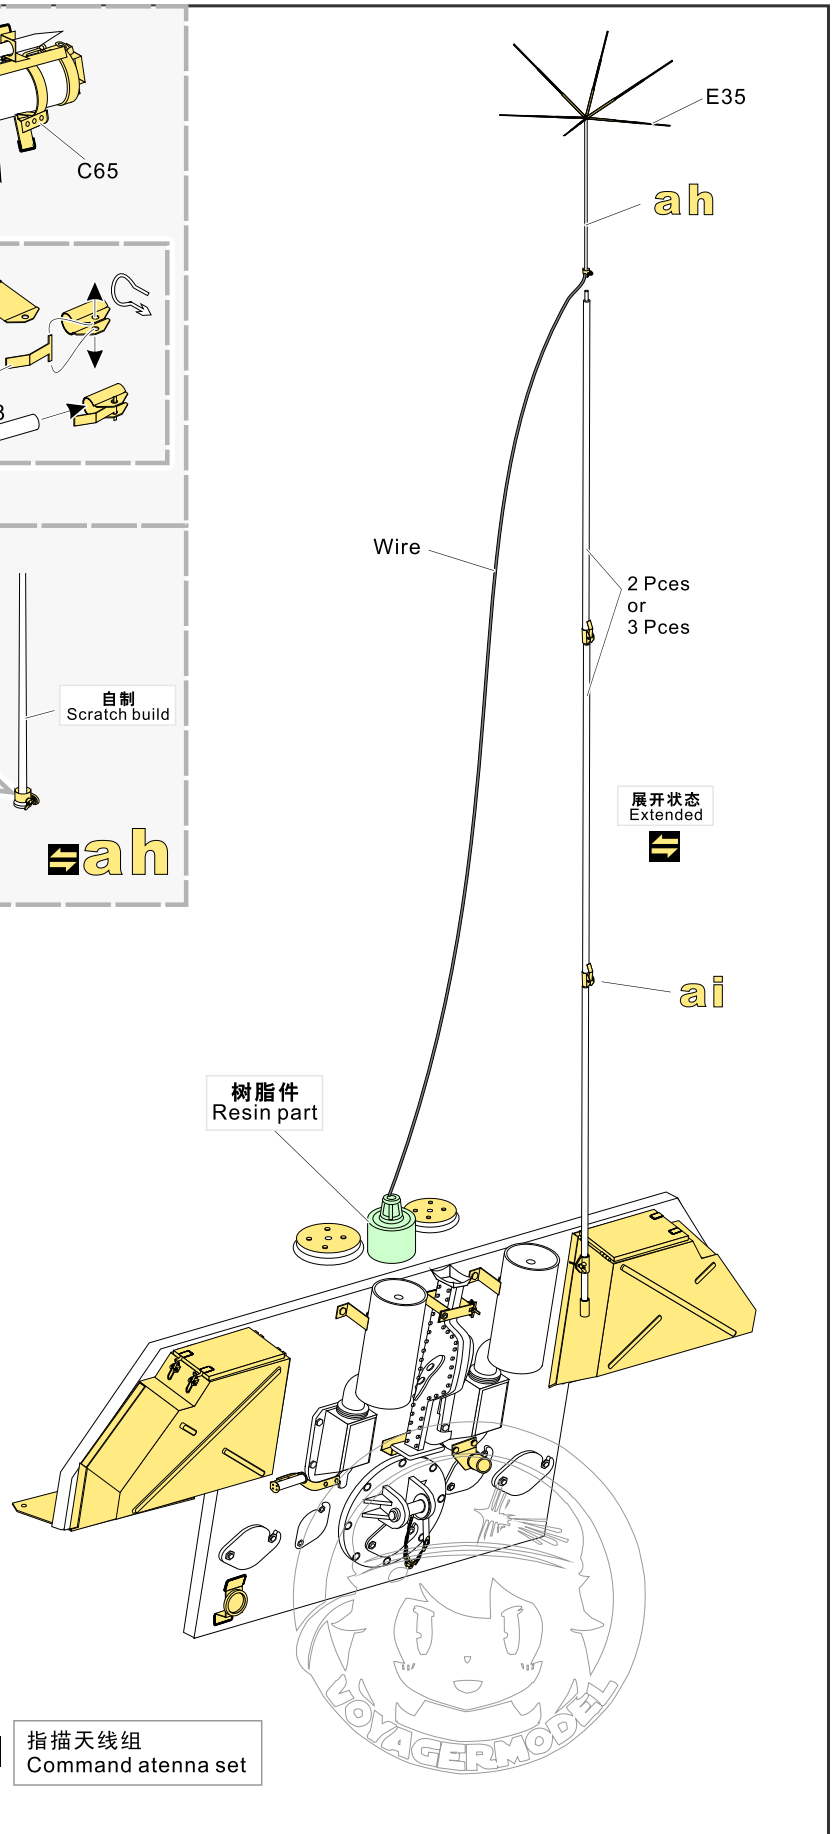 E35
C65
ah
Wire
2 Pces
or
3 Pces
自制
Scratch build
展开状态
Extended
ah
ai
树脂件
Resin part
指描天线组
Command atenna set
VOYAGERMODEL